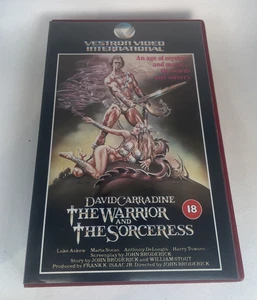 VESTRON VIDEO
INTERNATIONAL
An age of mystery
and
DAVID CARRADINE
THE WARRIOR
AND
THE SORCERESS
18
Luke Askew Maria Socas Anthony DeLongis Harry Townes
Screenplay by JOHN BRODERICK
Story by JOHN BRODERICK and WILLIAM STOUT
Produced by FRANK K. ISAAC, JR. Directed by JOHN BRODERICK